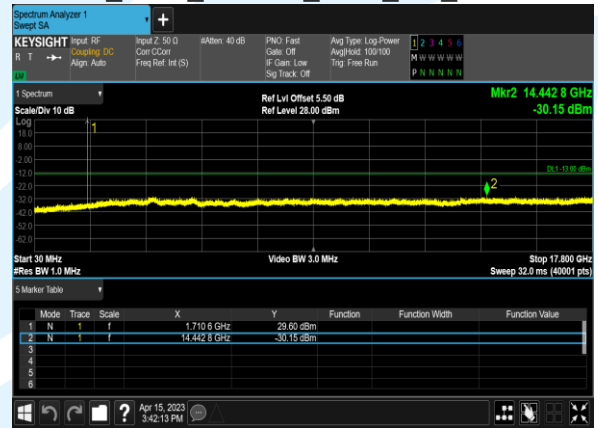 Spectrum Analyzer 1
Swept SA
+
KEYSIGHT
R T
LW
Input: RF
Coupling: DC
Align: Auto
Input Z: 50 Ω
Corr CCorr
Freq Ref: Int (S)
#Atten: 40 dB
PNO: Fast
Gate: Off
IF Gain: Low
Sig Track: Off
Avg Type: Log-Power
Avg|Hold: 100/100
Trig: Free Run
1 2 3 4 5 6
M W W W W W
P N N N N N
1 Spectrum
Scale/Div 10 dB
Ref Lvl Offset 5.50 dB
Ref Level 28.00 dBm
Mkr2 14.442 8 GHz
-30.15 dBm
Log
18.0
8.00
-2.00
-12.0
-22.0
-32.0
-42.0
-52.0
-62.0
1
DL1 -13.00 dBm
2
Start 30 MHz
#Res BW 1.0 MHz
Video BW 3.0 MHz
Stop 17.800 GHz
Sweep 32.0 ms (40001 pts)
5 Marker Table
Mode Trace Scale X Y Function Function Width Function Value
1 N 1 f 1.710 6 GHz 29.60 dBm
2 N 1 f 14.442 8 GHz -30.15 dBm
3
4
5
6
?
Apr 15, 2023
3:42:13 PM